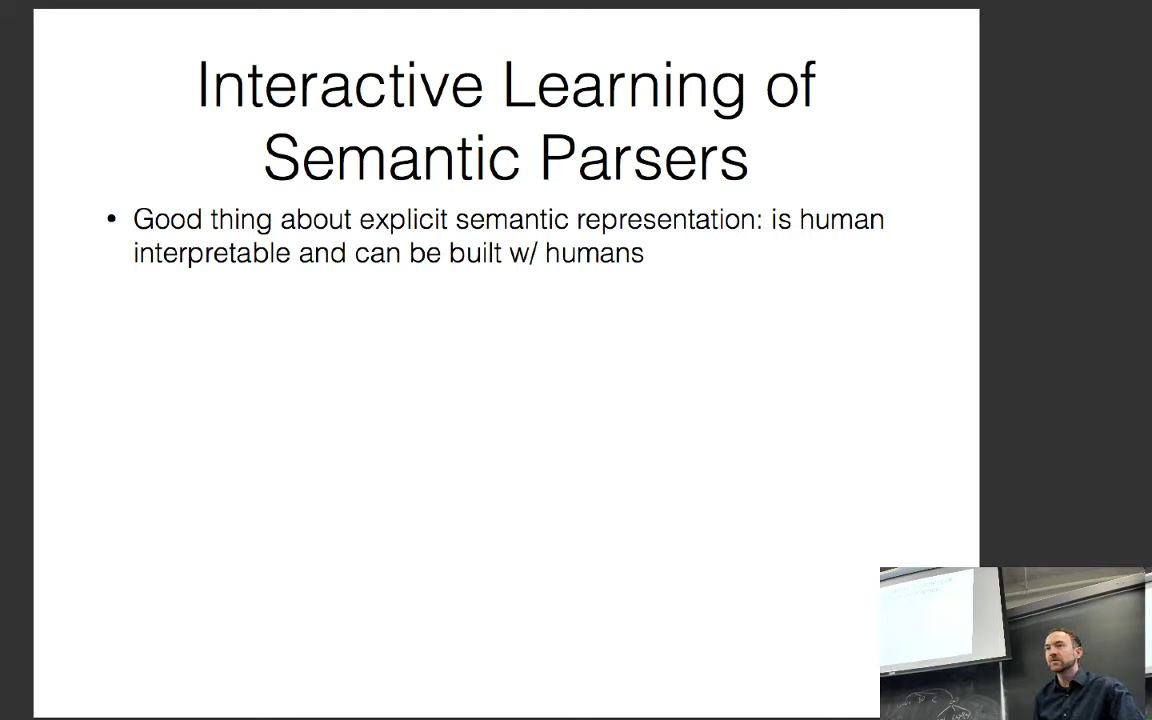 Interactive Learning of
Semantic Parsers
• Good thing about explicit semantic representation: is human
interpretable and can be built w/ humans